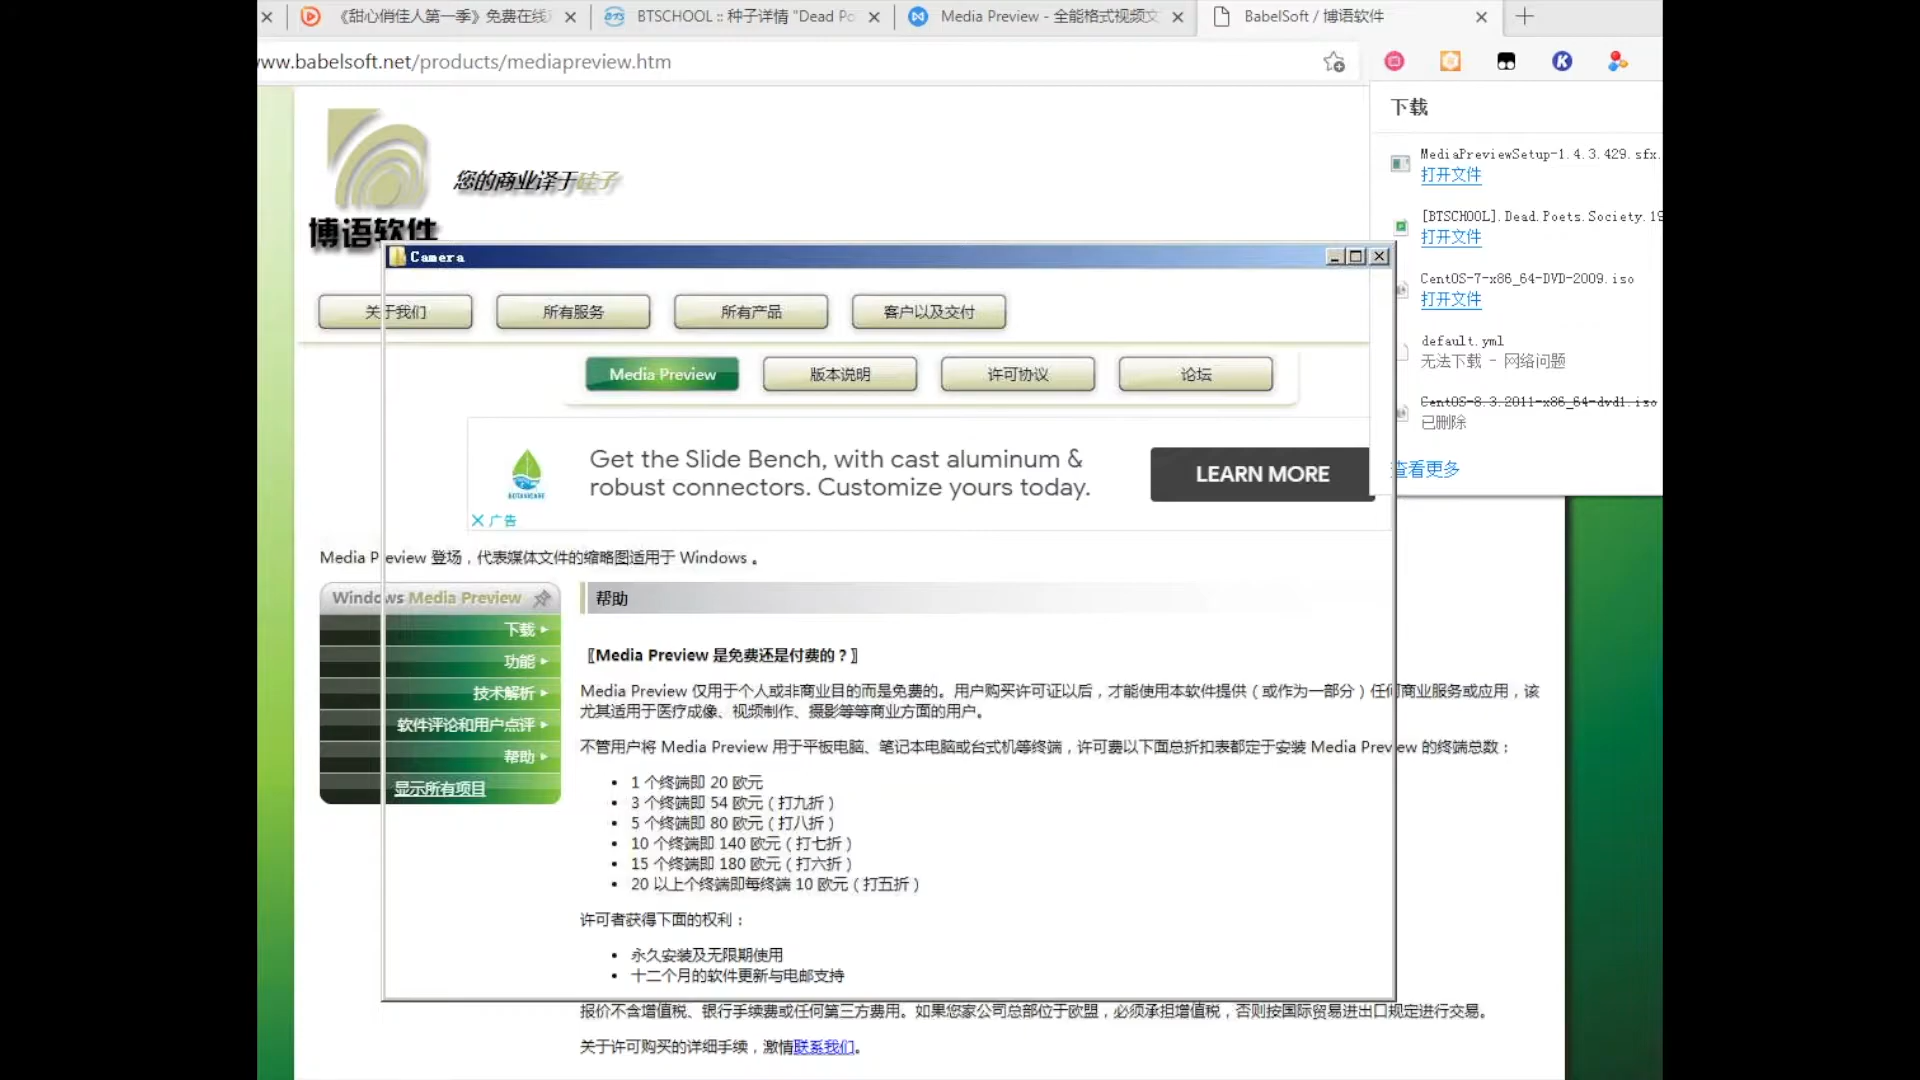 《甜心俏佳人第一季》免费在线
BTSCHOOL :: 种子详情 "Dead Po
Media Preview - 全能格式视频文
BabelSoft / 博语软件
www.babelsoft.net/products/mediapreview.htm
下载
MediaPreviewSetup-1.4.3.429.sfx.
打开文件
[BTSCHOOL].Dead.Poets.Society.19
打开文件
CentOS-7-x86_64-DVD-2009.iso
打开文件
default.yml
无法下载 - 网络问题
CentOS-8.3.2011-x86_64-dvd1.iso
已删除
查看更多
您的商业译于硅子
博语软件
Camera
关于我们
所有服务
所有产品
客户以及交付
Media Preview
版本说明
许可协议
论坛
Get the Slide Bench, with cast aluminum &
robust connectors. Customize yours today.
LEARN MORE
BOTANICARE
广告
Media Preview 登场，代表媒体文件的缩略图适用于 Windows 。
Windows Media Preview
下载
功能
技术解析
软件评论和用户点评
帮助
显示所有项目
帮助
〖Media Preview 是免费还是付费的？〗
Media Preview 仅用于个人或非商业目的而是免费的。用户购买许可证以后，才能使用本软件提供（或作为一部分）任何商业服务或应用，该
尤其适用于医疗成像、视频制作、摄影等等商业方面的用户。
不管用户将 Media Preview 用于平板电脑、笔记本电脑或台式机等终端，许可费以下面总折扣表都定于安装 Media Preview 的终端总数：
• 1 个终端即 20 欧元
• 3 个终端即 54 欧元（打九折）
• 5 个终端即 80 欧元（打八折）
• 10 个终端即 140 欧元（打七折）
• 15 个终端即 180 欧元（打六折）
• 20 以上个终端即每终端 10 欧元（打五折）
许可者获得下面的权利：
• 永久安装及无限期使用
• 十二个月的软件更新与电邮支持
报价不含增值税、银行手续费或任何第三方费用。如果您家公司总部位于欧盟，必须承担增值税，否则按国际贸易进出口规定进行交易。
关于许可购买的详细手续，激情联系我们。